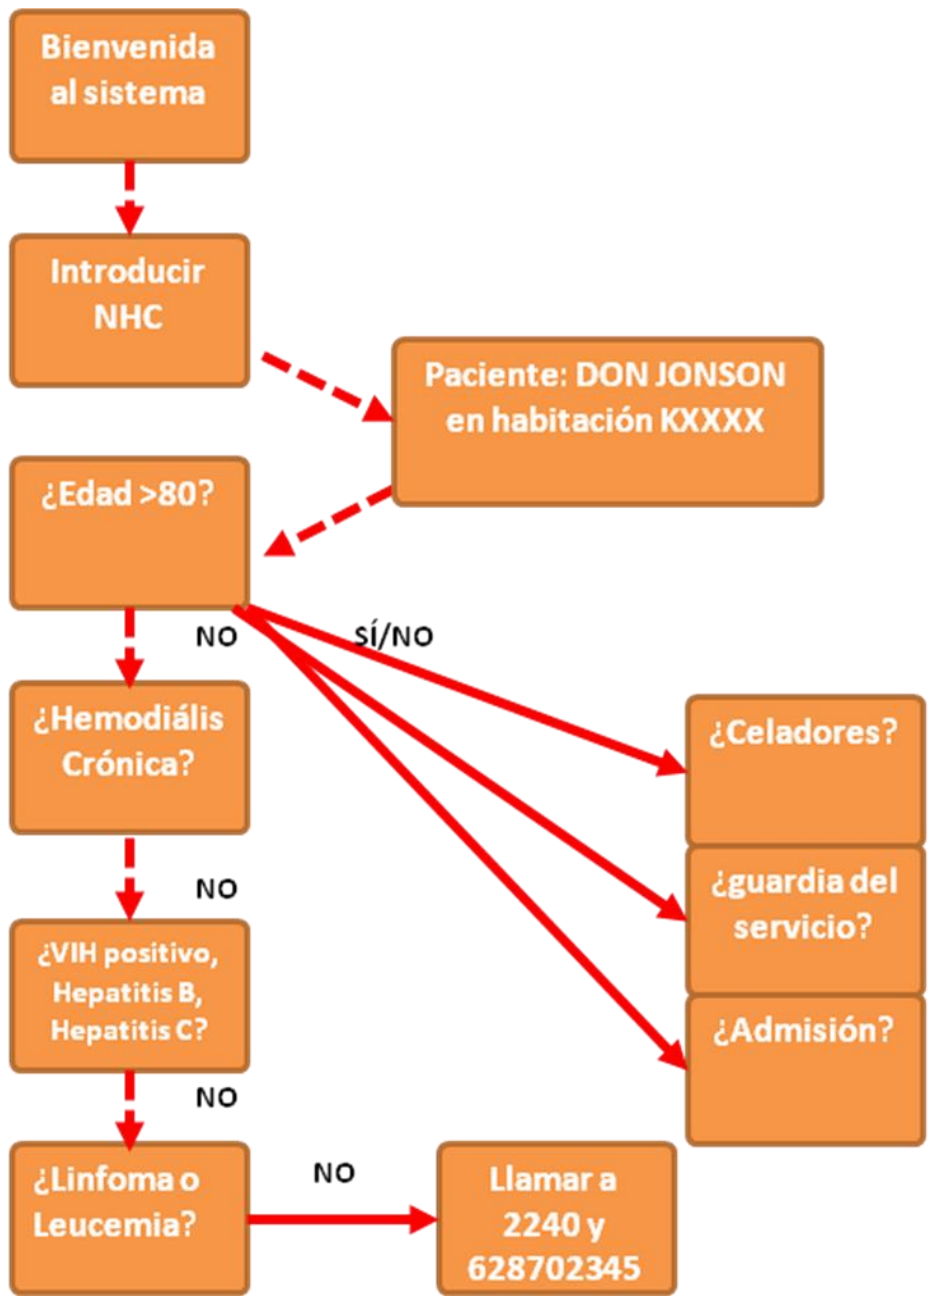 Bienvenida
al sistema
Introducir
NHC
Paciente: DON JONSON
en habitación KXXXX
¿Edad >80?
NO
SÍ/NO
¿Hemodiális
Crónica?
¿Celadores?
NO
¿guardia del
servicio?
¿VIH positivo,
Hepatitis B,
Hepatitis C?
¿Admisión?
NO
¿Linfoma o
Leucemia?
NO
Llamar a
2240 y
628702345